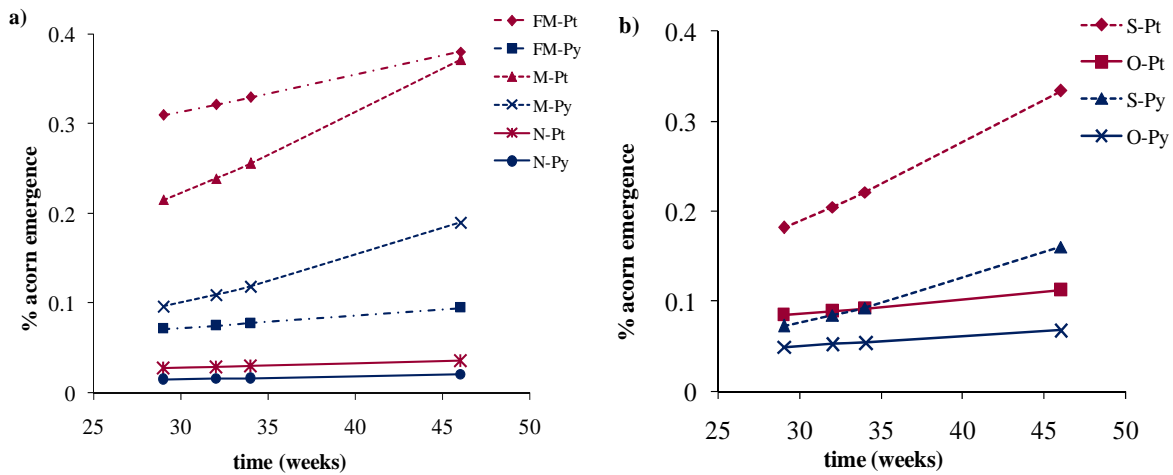 a)
% acorn emergence
0.4
0.3
0.2
0.1
0
25 30 35 40 45 50
time (weeks)
FM-Pt
FM-Py
M-Pt
M-Py
N-Pt
N-Py
b)
% acorn emergence
0.4
0.3
0.2
0.1
0
25 30 35 40 45 50
time (weeks)
S-Pt
O-Pt
S-Py
O-Py